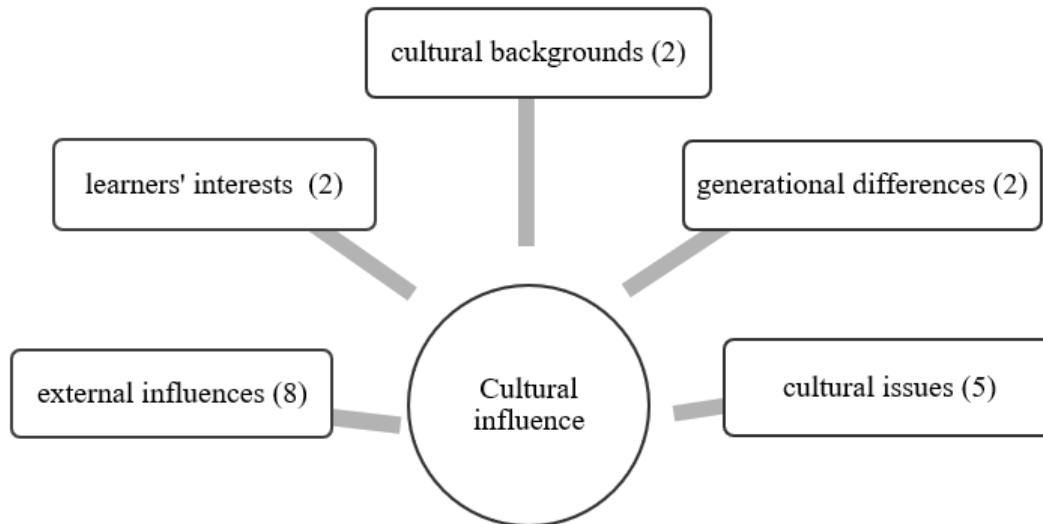 cultural backgrounds (2)
learners' interests (2)
generational differences (2)
external influences (8)
Cultural
influence
cultural issues (5)